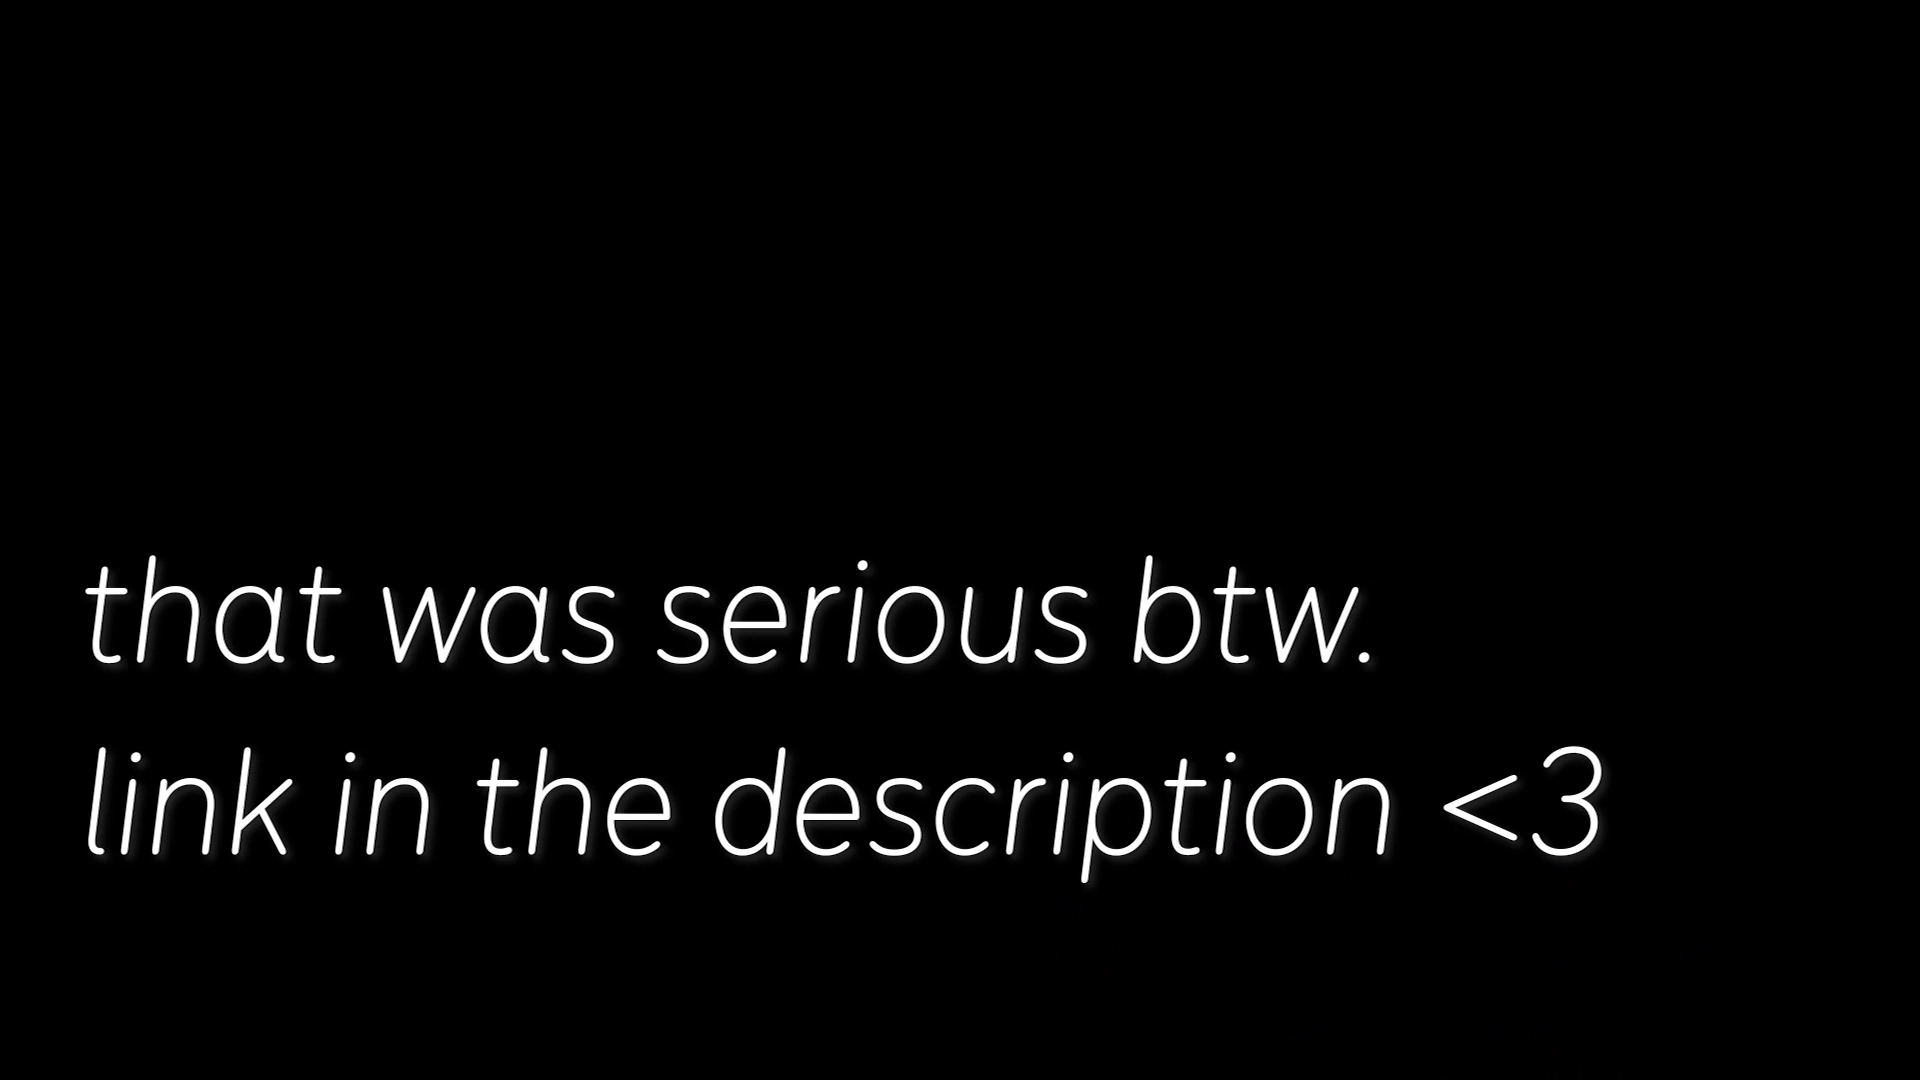 that was serious btw.
link in the description <3